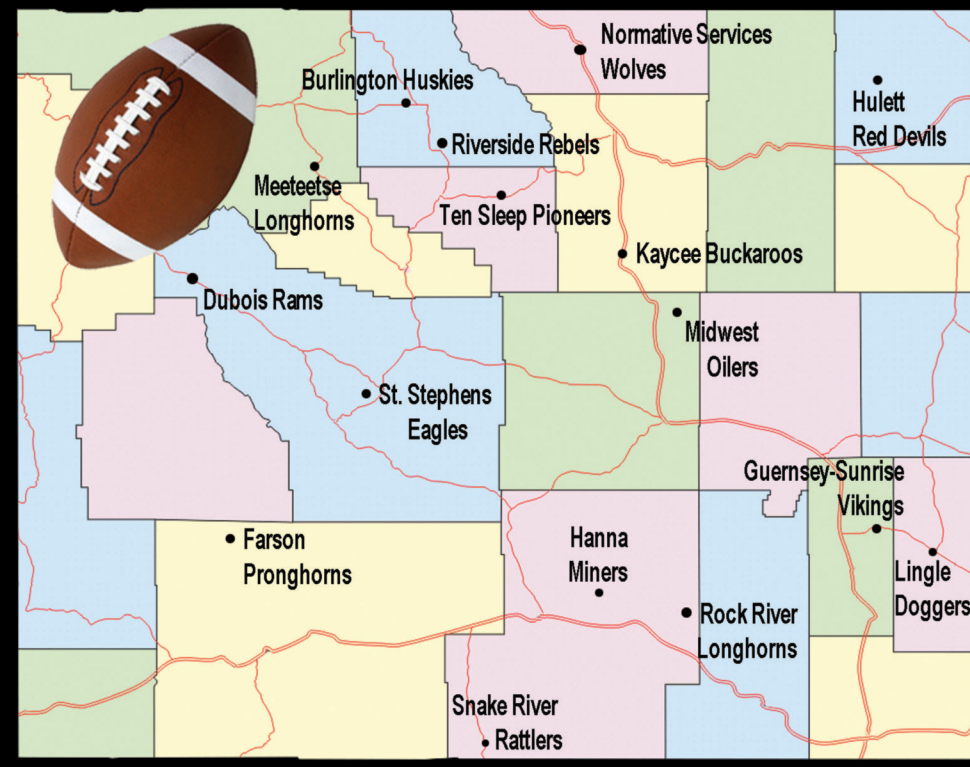 Normative Services
Wolves
Burlington Huskies
Hulett
Red Devils
Riverside Rebels
Meeteetse
Longhorns
Ten Sleep Pioneers
Kaycee Buckaroos
Dubois Rams
Midwest
Oilers
St. Stephens
Eagles
Guernsey-Sunrise
Vikings
Farson
Pronghorns
Hanna
Miners
Lingle
Doggers
Rock River
Longhorns
Snake River
Rattlers